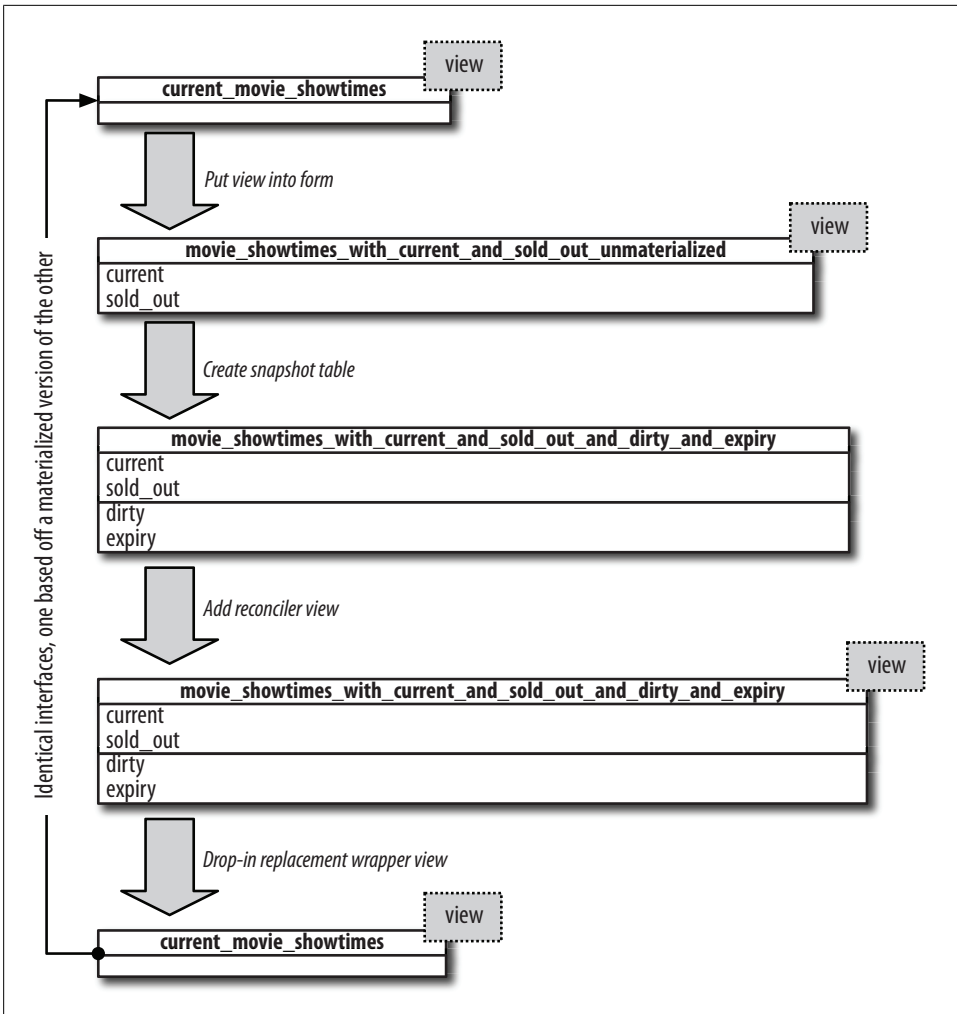 view
current_movie_showtimes
Put view into form
view
movie_showtimes_with_current_and_sold_out_unmaterialized
current
sold_out
Create snapshot table
movie_showtimes_with_current_and_sold_out_and_dirty_and_expiry
current
sold_out
dirty
expiry
Add reconciler view
view
movie_showtimes_with_current_and_sold_out_and_dirty_and_expiry
current
sold_out
dirty
expiry
Drop-in replacement wrapper view
view
current_movie_showtimes
Identical interfaces, one based off a materialized version of the other